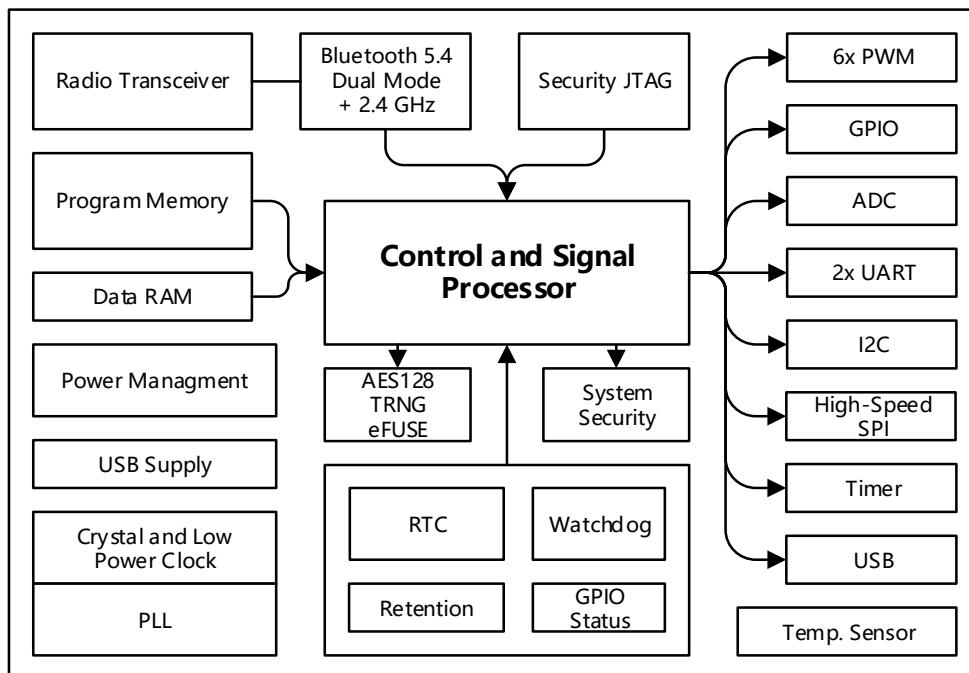 Radio Transceiver
Bluetooth 5.4
Dual Mode
+ 2.4 GHz
Security JTAG
6x PWM
GPIO
Program Memory
ADC
Control and Signal
Processor
2x UART
Data RAM
I2C
Power Managment
AES128
TRNG
eFUSE
System
Security
High-Speed
SPI
USB Supply
Timer
RTC
Watchdog
Crystal and Low
Power Clock
USB
Retention
GPIO
Status
PLL
Temp. Sensor